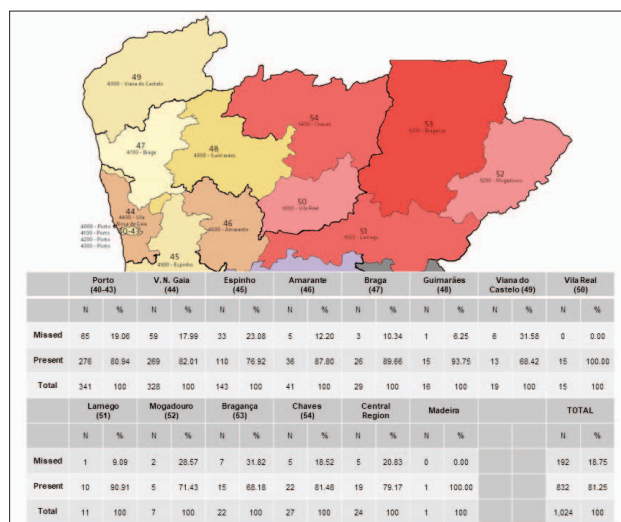 49
4900 - Viana do Castelo
54
5400 - Chaves
53
5300 - Bragança
47
4700 - Braga
48
4800 - Guimarães
52
5200 - Mogadouro
50
5000 - Vila Real
44
4400 - Vila
Nova de Gaia
46
4600 - Amarante
51
5100 - Lamego
4000 - Porto
4100 - Porto
4200 - Porto
4300 - Porto
40-43
45
4500 - Espinho
Porto (40-43) V. N. Gaia (44) Espinho (45) Amarante (46) Braga (47) Guimarães (48) Viana do Castelo (49) Vila Real (50)
N % N % N % N % N % N % N % N %
Missed 65 19.06 59 17.99 33 23.08 5 12.20 3 10.34 1 6.25 6 31.58 0 0.00
Present 276 80.94 269 82.01 110 76.92 36 87.80 26 89.66 15 93.75 13 68.42 15 100.00
Total 341 100 328 100 143 100 41 100 29 100 16 100 19 100 15 100
Lamego (51) Mogadouro (52) Bragança (53) Chaves (54) Central Region Madeira TOTAL
N % N % N % N % N % N % N %
Missed 1 9.09 2 28.57 7 31.82 5 18.52 5 20.83 0 0.00 192 18.75
Present 10 90.91 5 71.43 15 68.18 22 81.48 19 79.17 1 100.00 832 81.25
Total 11 100 7 100 22 100 27 100 24 100 1 100 1,024 100